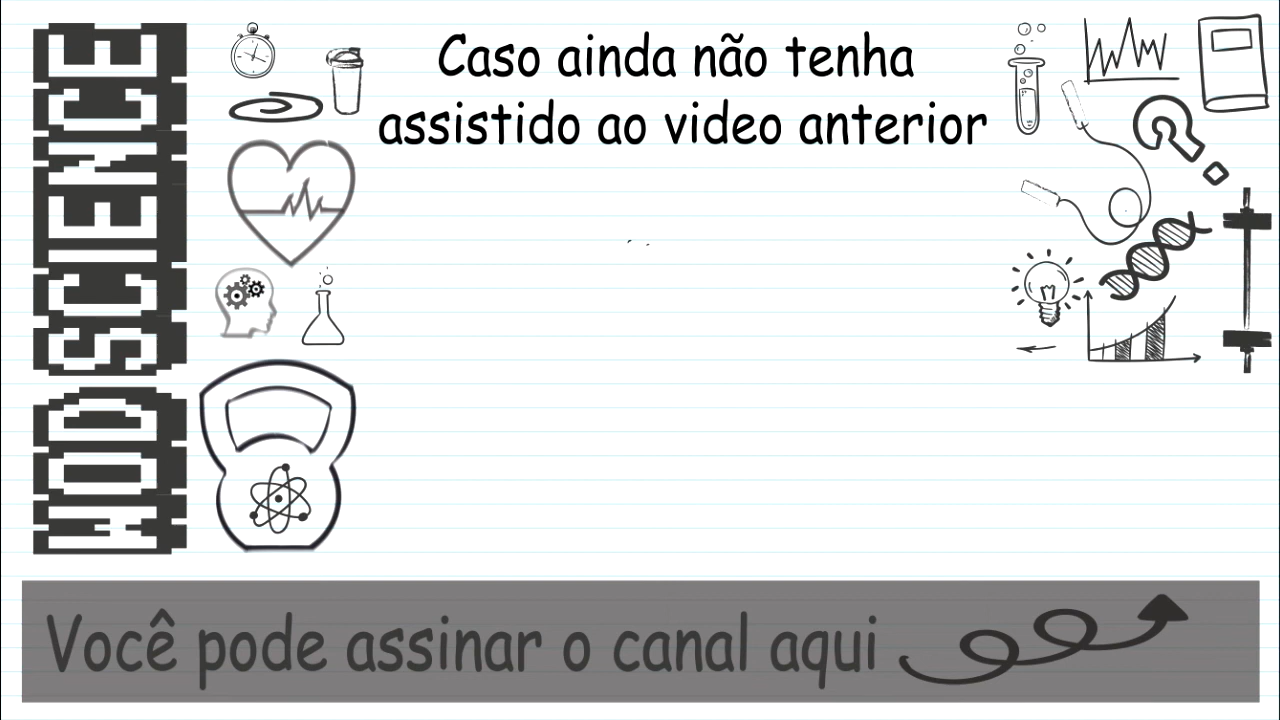 WOD SCIENCE
Caso ainda não tenha
assistido ao video anterior
Você pode assinar o canal aqui